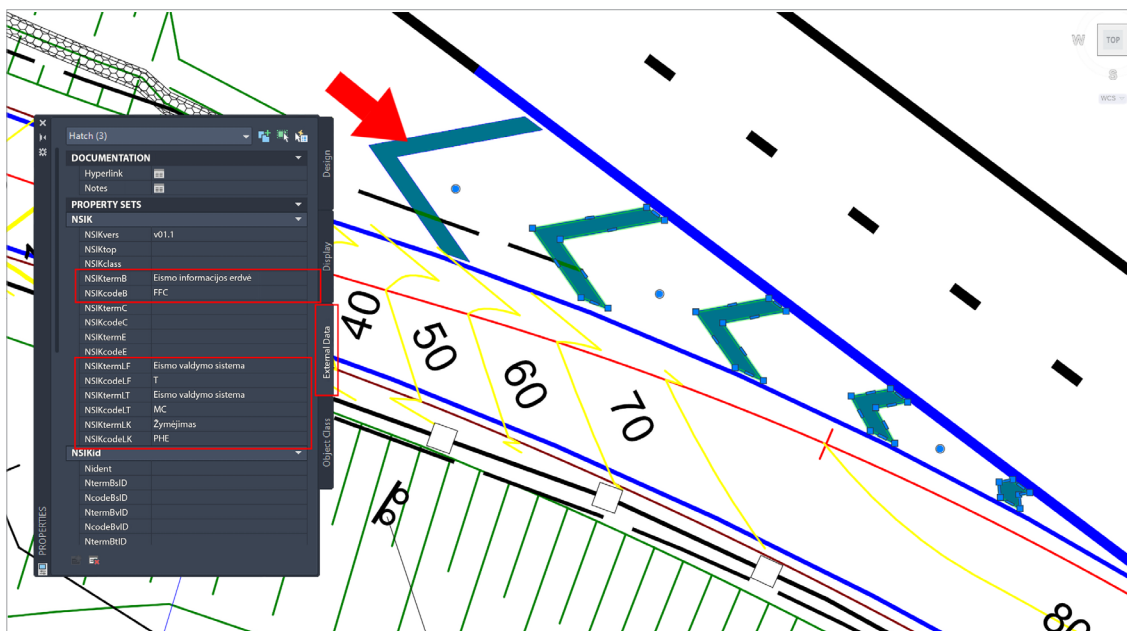 W
TOP
S
WCS
Hatch (3)
DOCUMENTATION
Hyperlink
Notes
PROPERTY SETS
NSIK
NSIKvers v01.1
NSIKtop
NSIKclass
NSIKtermB Eismo informacijos erdvė
NSIKcodeB FFC
NSIKtermC
NSIKcodeC
NSIKtermE
NSIKcodeE
NSIKtermLF Eismo valdymo sistema
NSIKcodeLF T
NSIKtermLT Eismo valdymo sistema
NSIKcodeLT MC
NSIKtermLK Žymėjimas
NSIKcodeLK PHE
NSIKid
Nident
NtermBsID
NcodeBsID
NtermBvID
NcodeBvID
NtermBtID
PROPERTIES
Design
Display
External Data
Object Class
40
50
60
70
80